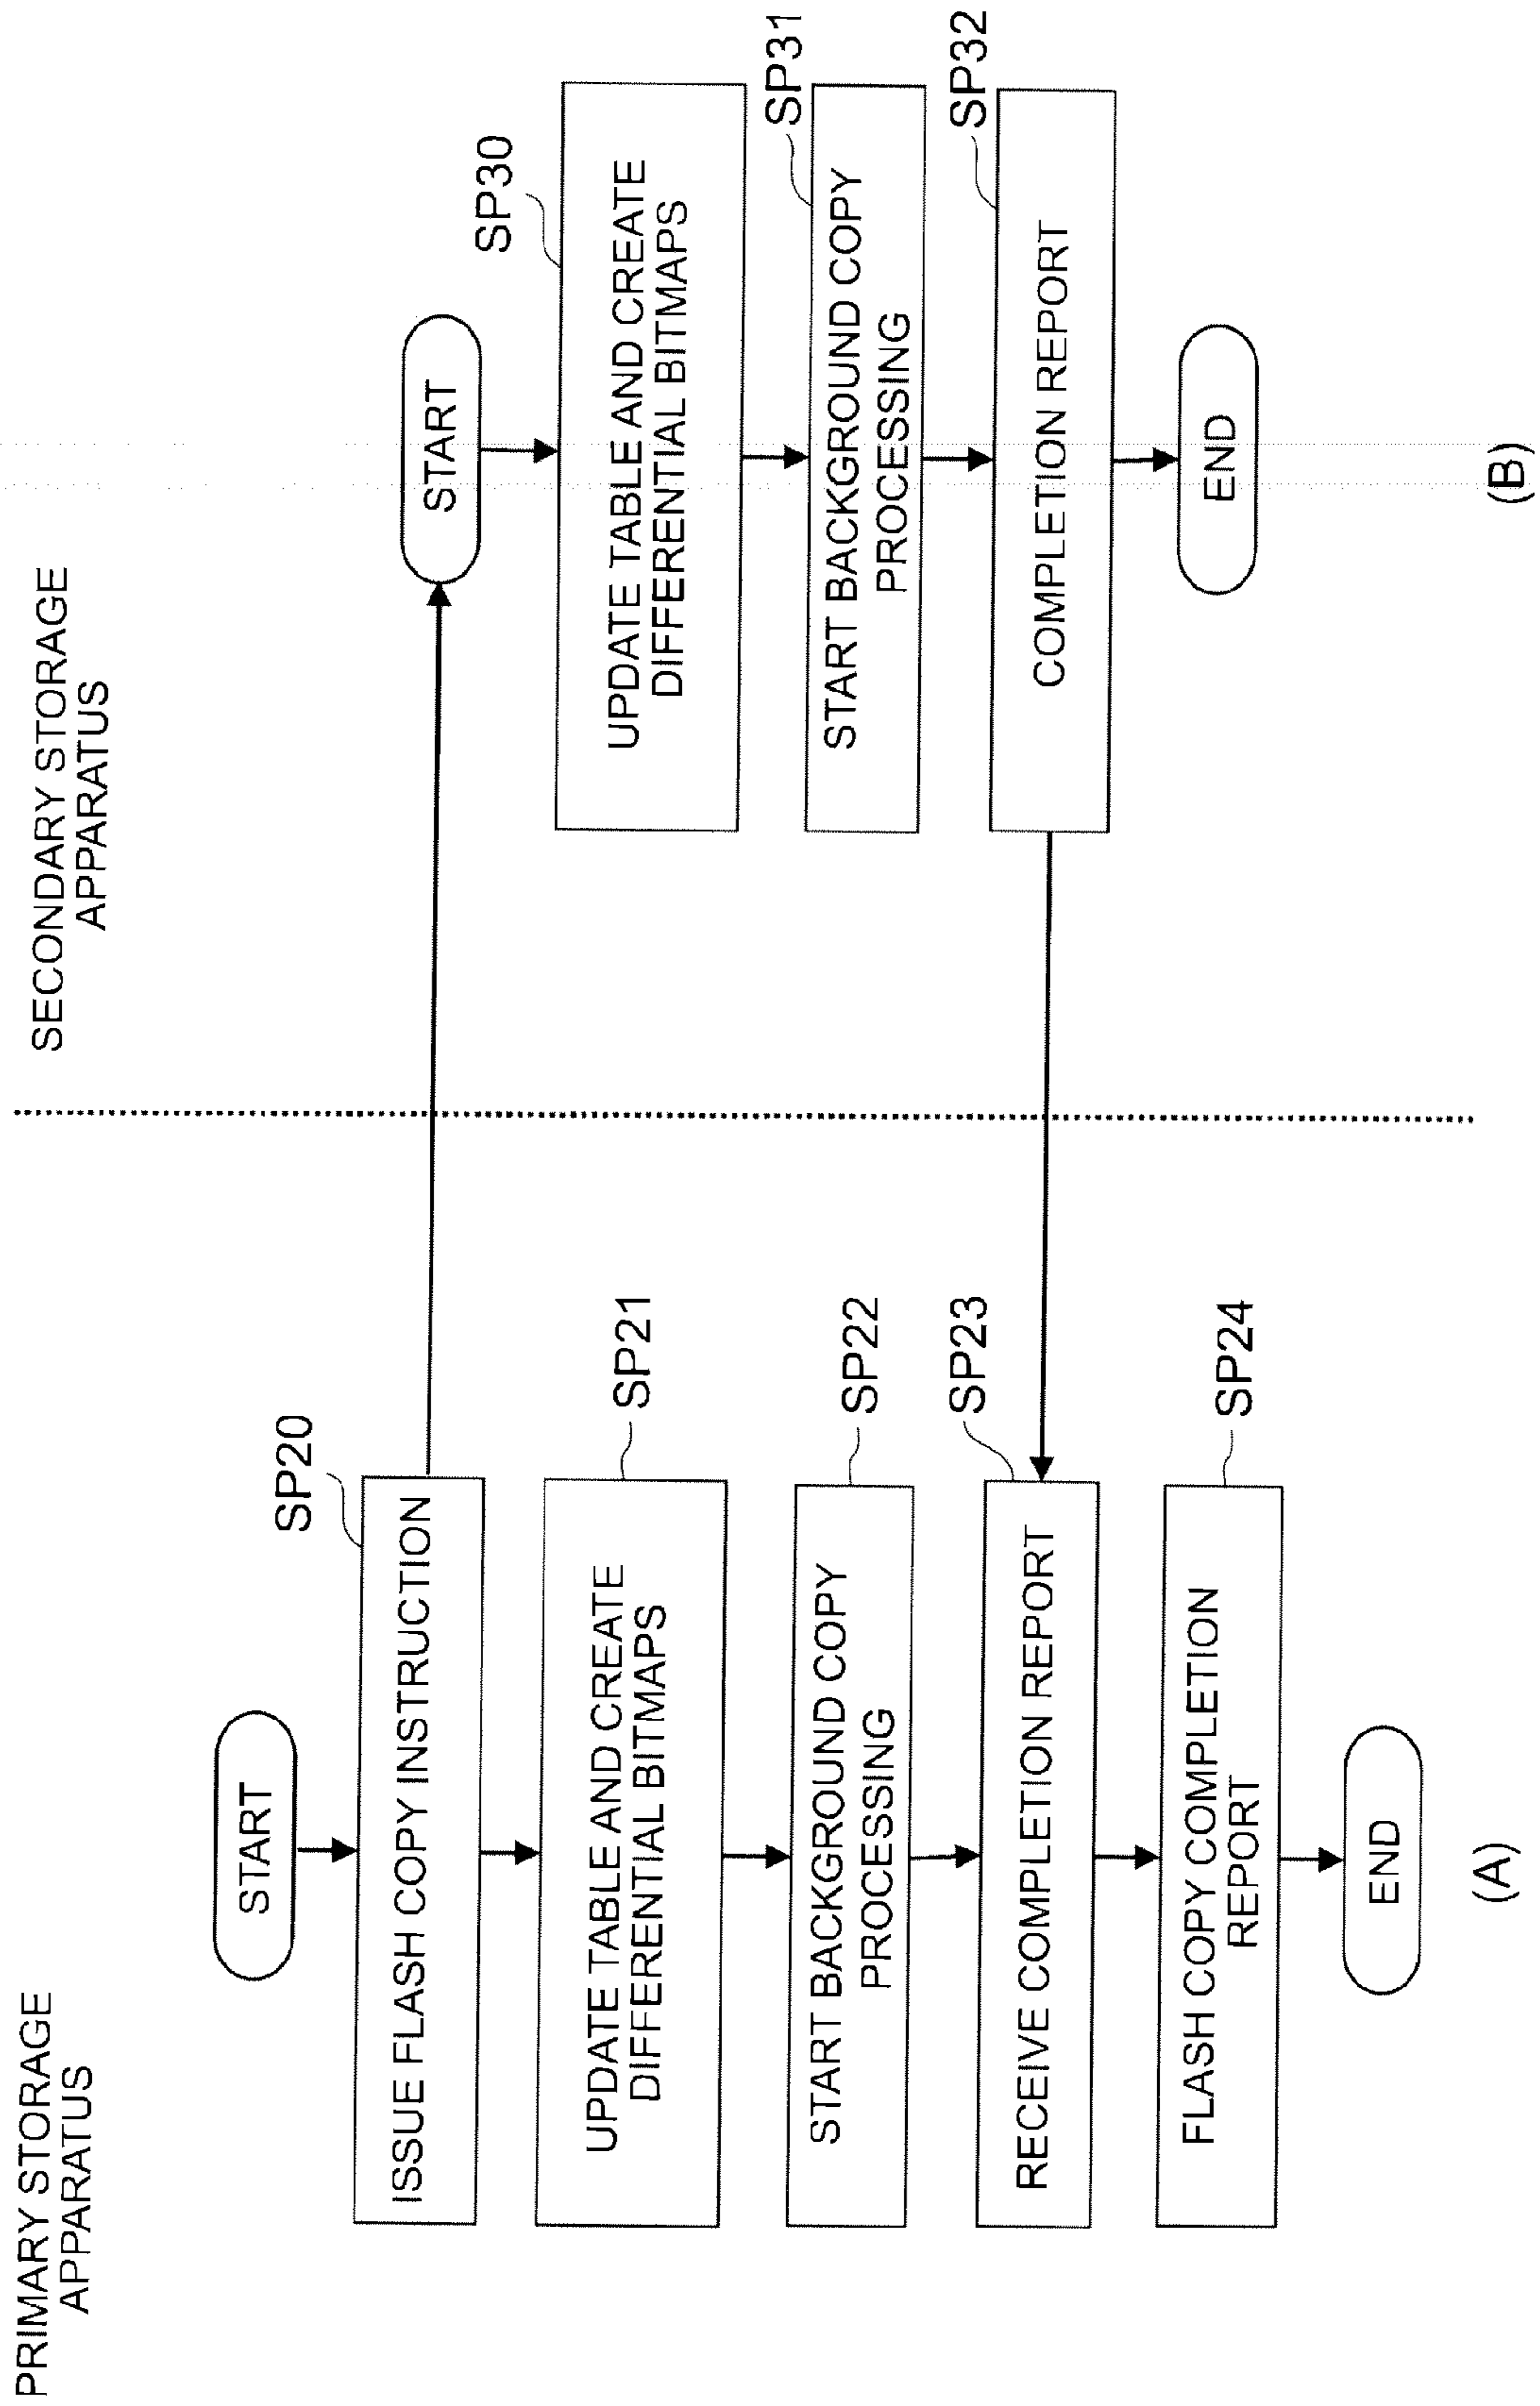 PRIMARY STORAGE
APPARATUS
START
SP20
ISSUE FLASH COPY INSTRUCTION
SP21
UPDATE TABLE AND CREATE
DIFFERENTIAL BITMAPS
SP22
START BACKGROUND COPY
PROCESSING
SP23
RECEIVE COMPLETION REPORT
SP24
FLASH COPY COMPLETION
REPORT
END
(A)
SECONDARY STORAGE
APPARATUS
START
SP30
UPDATE TABLE AND CREATE
DIFFERENTIAL BITMAPS
SP31
START BACKGROUND COPY
PROCESSING
SP32
COMPLETION REPORT
END
(B)